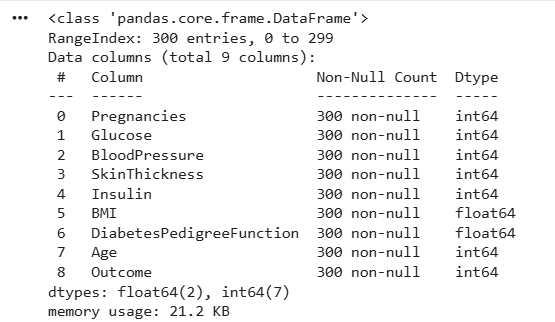 ••• <class 'pandas.core.frame.DataFrame'>
RangeIndex: 300 entries, 0 to 299
Data columns (total 9 columns):
 #   Column                    Non-Null Count  Dtype
---  ------                    --------------  -----
 0   Pregnancies               300 non-null    int64
 1   Glucose                   300 non-null    int64
 2   BloodPressure             300 non-null    int64
 3   SkinThickness             300 non-null    int64
 4   Insulin                   300 non-null    int64
 5   BMI                       300 non-null    float64
 6   DiabetesPedigreeFunction  300 non-null    float64
 7   Age                       300 non-null    int64
 8   Outcome                   300 non-null    int64
dtypes: float64(2), int64(7)
memory usage: 21.2 KB